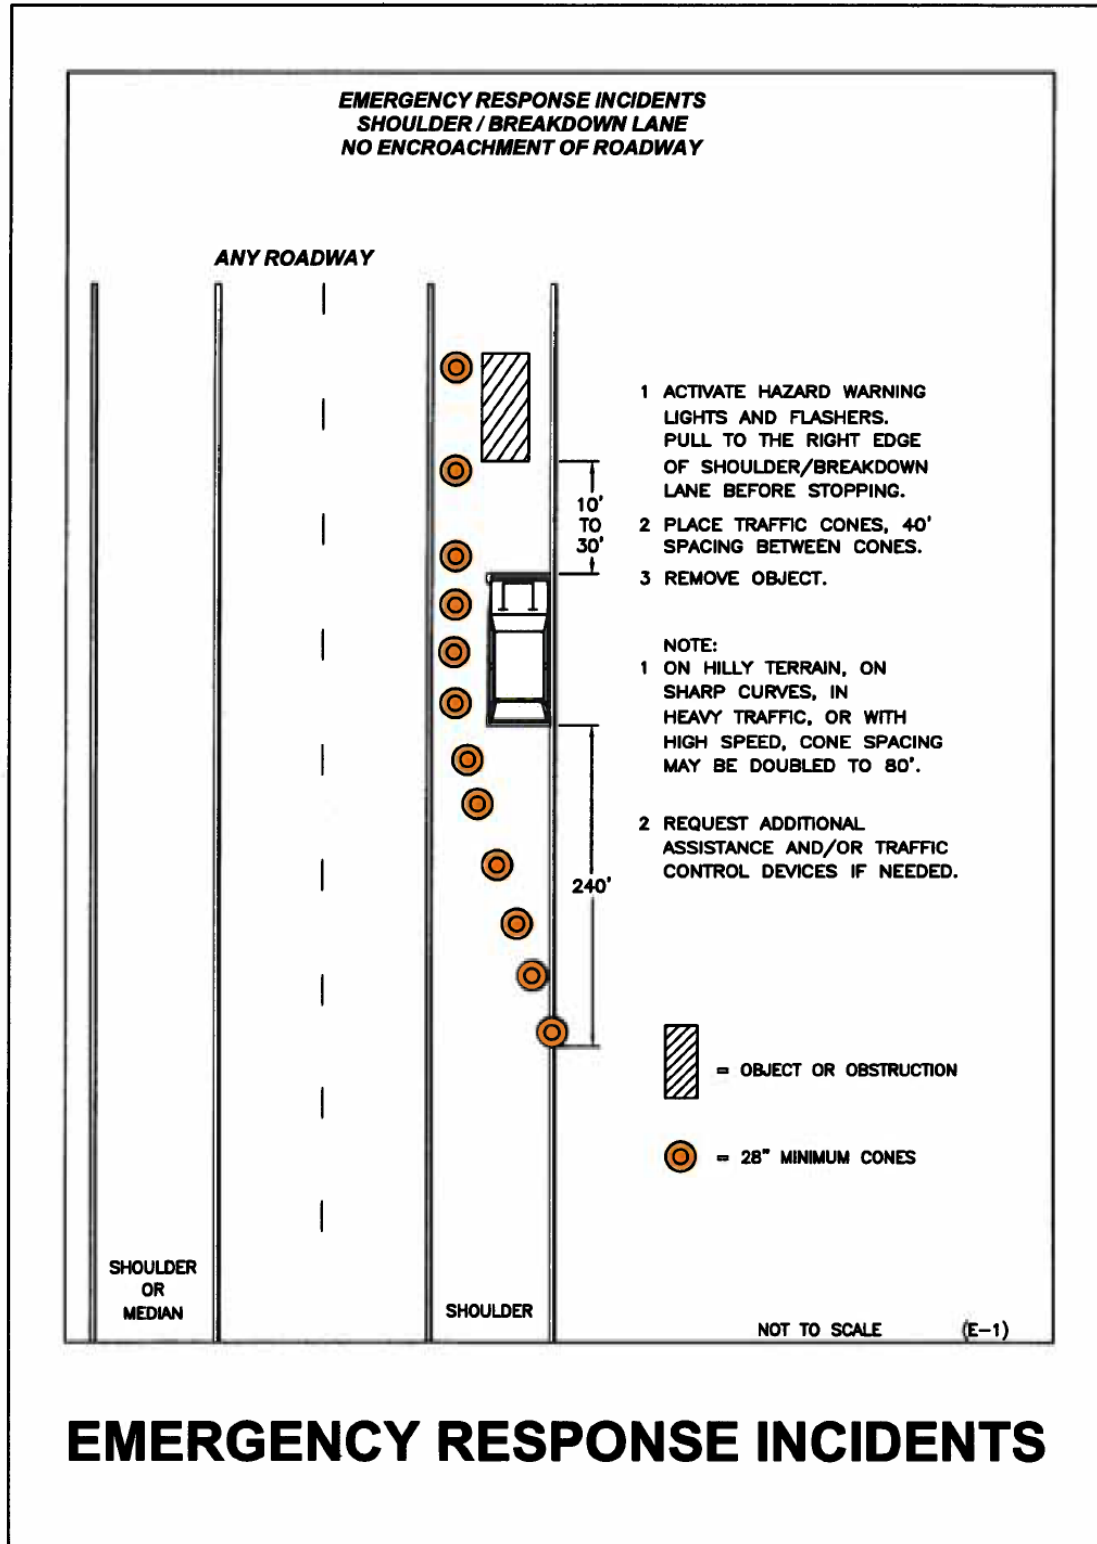 EMERGENCY RESPONSE INCIDENTS
SHOULDER / BREAKDOWN LANE
NO ENCROACHMENT OF ROADWAY
ANY ROADWAY
1 ACTIVATE HAZARD WARNING
LIGHTS AND FLASHERS.
PULL TO THE RIGHT EDGE
OF SHOULDER/BREAKDOWN
LANE BEFORE STOPPING.
2 PLACE TRAFFIC CONES, 40'
SPACING BETWEEN CONES.
3 REMOVE OBJECT.
10'
TO
30'
NOTE:
1 ON HILLY TERRAIN, ON
SHARP CURVES, IN
HEAVY TRAFFIC, OR WITH
HIGH SPEED, CONE SPACING
MAY BE DOUBLED TO 80'.
2 REQUEST ADDITIONAL
ASSISTANCE AND/OR TRAFFIC
CONTROL DEVICES IF NEEDED.
240'
= OBJECT OR OBSTRUCTION
= 28" MINIMUM CONES
SHOULDER
OR
MEDIAN
SHOULDER
NOT TO SCALE (E-1)
EMERGENCY RESPONSE INCIDENTS